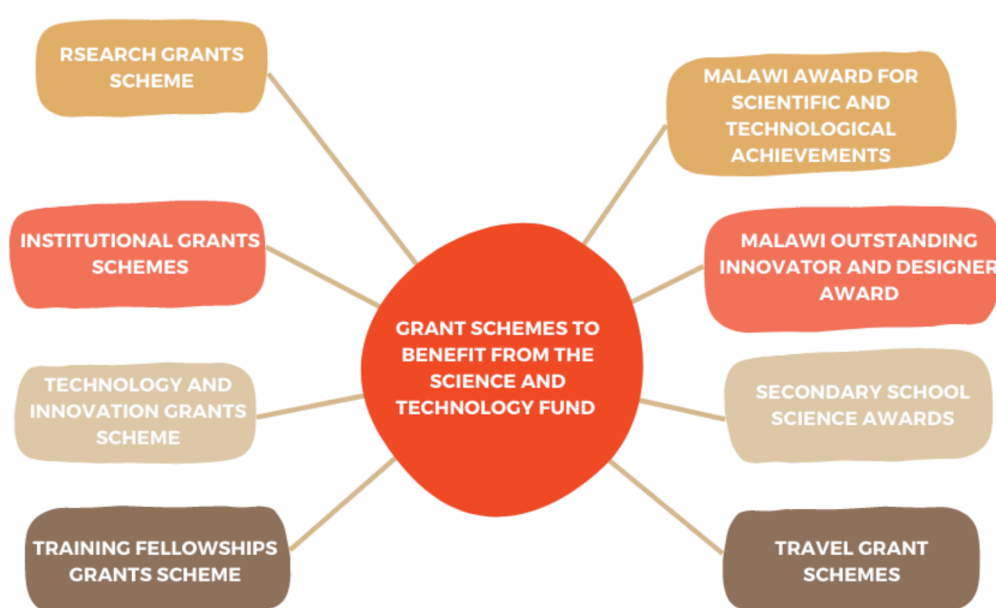 RSEARCH GRANTS
SCHEME
INSTITUTIONAL GRANTS
SCHEMES
TECHNOLOGY AND
INNOVATION GRANTS
SCHEME
TRAINING FELLOWSHIPS
GRANTS SCHEME
GRANT SCHEMES TO
BENEFIT FROM THE
SCIENCE AND
TECHNOLOGY FUND
MALAWI AWARD FOR
SCIENTIFIC AND
TECHNOLOGICAL
ACHIEVEMENTS
MALAWI OUTSTANDING
INNOVATOR AND DESIGNER
AWARD
SECONDARY SCHOOL
SCIENCE AWARDS
TRAVEL GRANT
SCHEMES